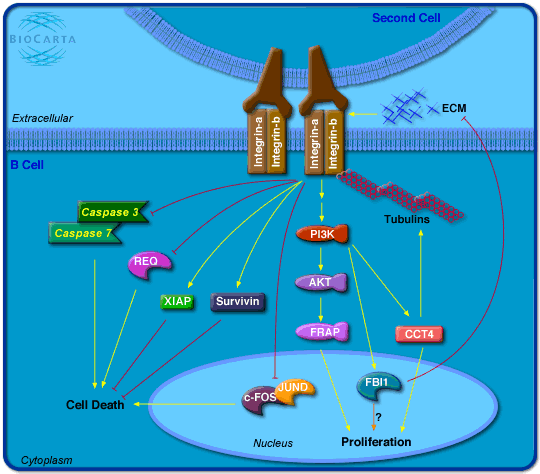 BIOCARTA
Second Cell
ECM
Extracellular
Integrin-a
Integrin-b
Integrin-a
Integrin-b
B Cell
Caspase 3
Caspase 7
Tubulins
PI3K
REQ
AKT
XIAP
Survivin
FRAP
CCT4
JUND
c-FOS
FBI1
Cell Death
?
Nucleus
Proliferation
Cytoplasm